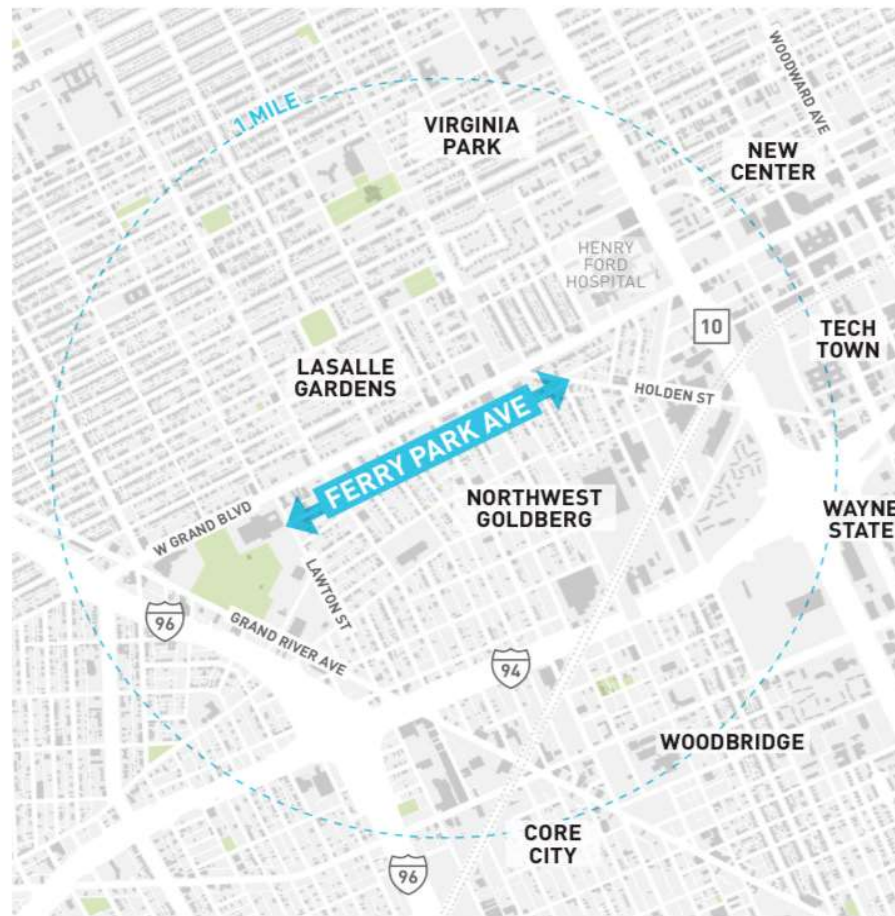 WOODWARD AVE
1 MILE
VIRGINIA
PARK
NEW
CENTER
HENRY
FORD
HOSPITAL
10
TECH
TOWN
LASALLE
GARDENS
HOLDEN ST
FERRY PARK AVE
NORTHWEST
GOLDBERG
WAYNE
STATE
W GRAND BLVD
LAWTON ST
96
GRAND RIVER AVE
94
WOODBRIDGE
CORE
CITY
96